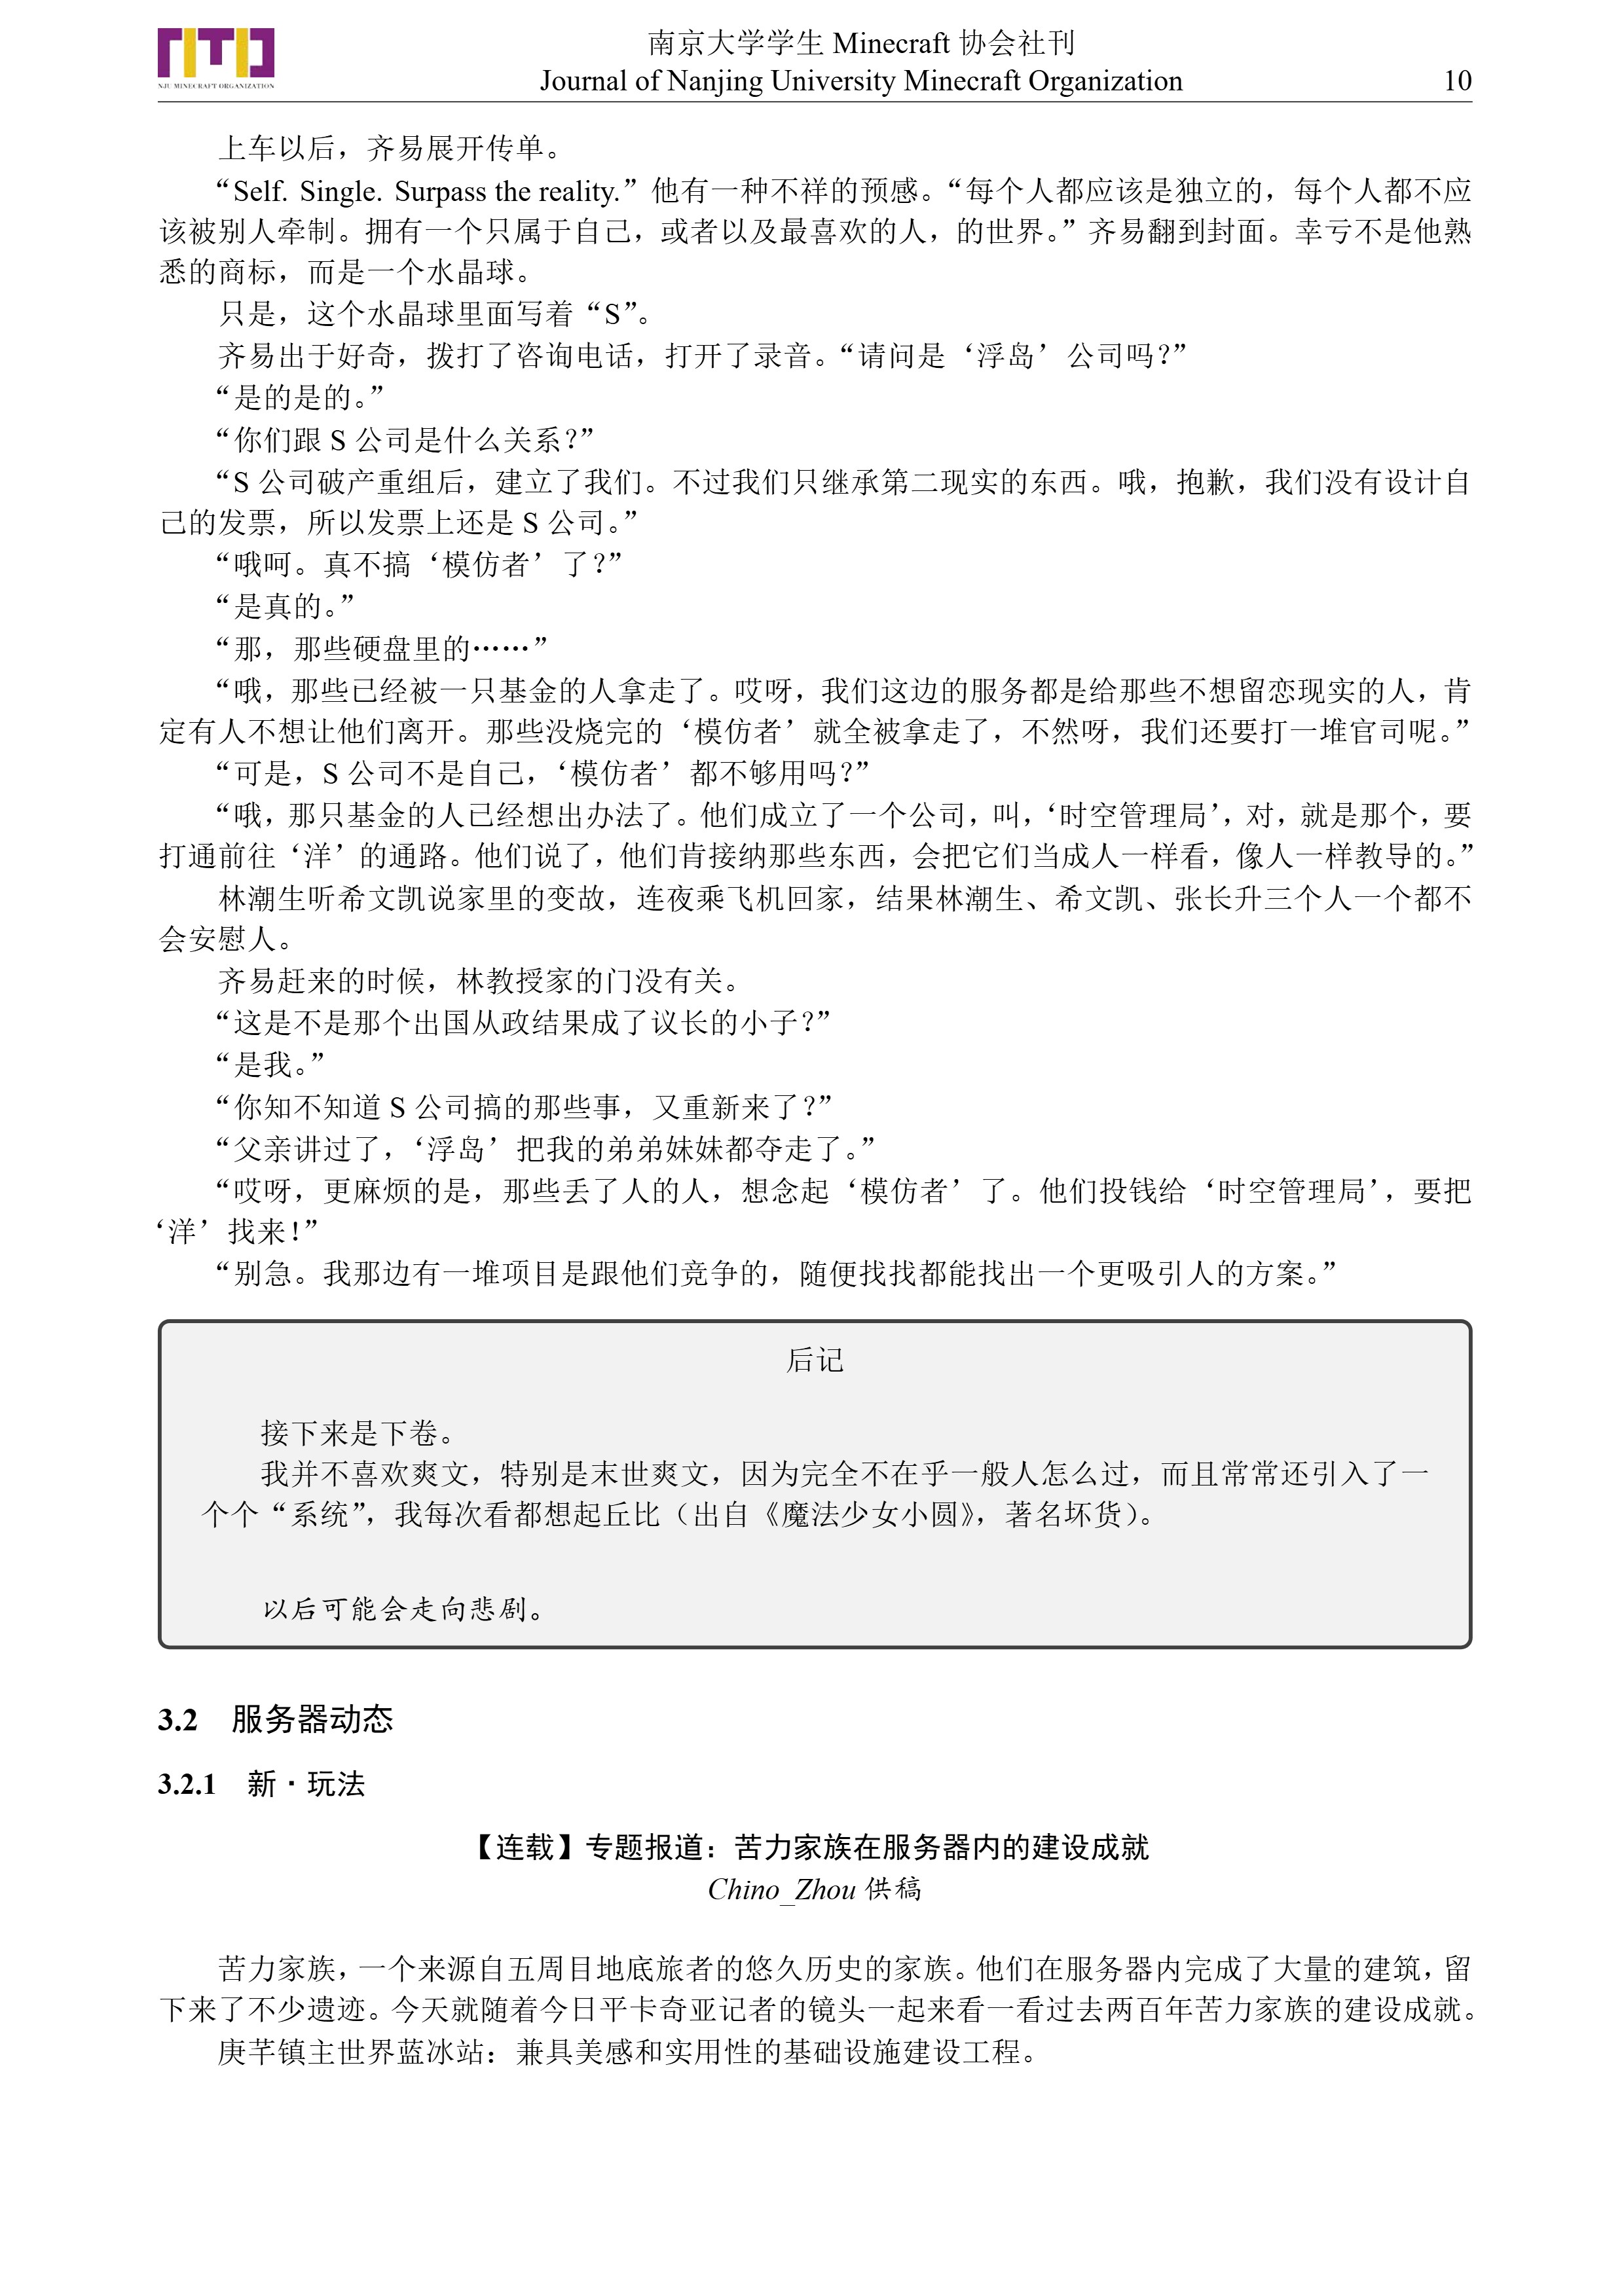 NJU MINECRAFT ORGANIZATION
南京大学学生 Minecraft 协会社刊
Journal of Nanjing University Minecraft Organization
10
上车以后，齐易展开传单。
“Self. Single. Surpass the reality.”他有一种不祥的预感。“每个人都应该是独立的，每个人都不应
该被别人牵制。拥有一个只属于自己，或者以及最喜欢的人，的世界。”齐易翻到封面。幸亏不是他熟
悉的商标，而是一个水晶球。
只是，这个水晶球里面写着“S”。
齐易出于好奇，拨打了咨询电话，打开了录音。“请问是‘浮岛’公司吗？”
“是的是的。”
“你们跟 S 公司是什么关系？”
“S 公司破产重组后，建立了我们。不过我们只继承第二现实的东西。哦，抱歉，我们没有设计自
己的发票，所以发票上还是 S 公司。”
“哦呵。真不搞‘模仿者’了？”
“是真的。”
“那，那些硬盘里的……”
“哦，那些已经被一只基金的人拿走了。哎呀，我们这边的服务都是给那些不想留恋现实的人，肯
定有人不想让他们离开。那些没烧完的‘模仿者’就全被拿走了，不然呀，我们还要打一堆官司呢。”
“可是，S 公司不是自己，‘模仿者’都不够用吗？”
“哦，那只基金的人已经想出办法了。他们成立了一个公司，叫，‘时空管理局’，对，就是那个，要
打通前往‘洋’的通路。他们说了，他们肯接纳那些东西，会把它们当成人一样看，像人一样教导的。”
林潮生听希文凯说家里的变故，连夜乘飞机回家，结果林潮生、希文凯、张长升三个人一个都不
会安慰人。
齐易赶来的时候，林教授家的门没有关。
“这是不是那个出国从政结果成了议长的小子？”
“是我。”
“你知不知道 S 公司搞的那些事，又重新来了？”
“父亲讲过了，‘浮岛’把我的弟弟妹妹都夺走了。”
“哎呀，更麻烦的是，那些丢了人的人，想念起‘模仿者’了。他们投钱给‘时空管理局’，要把
‘洋’找来！”
“别急。我那边有一堆项目是跟他们竞争的，随便找找都能找出一个更吸引人的方案。”
后记
接下来是下卷。
我并不喜欢爽文，特别是末世爽文，因为完全不在乎一般人怎么过，而且常常还引入了一
个个“系统”，我每次看都想起丘比（出自《魔法少女小圆》，著名坏货）。
以后可能会走向悲剧。
3.2 服务器动态
3.2.1 新·玩法
【连载】专题报道：苦力家族在服务器内的建设成就
Chino_Zhou 供稿
苦力家族，一个来源自五周目地底旅者的悠久历史的家族。他们在服务器内完成了大量的建筑，留
下来了不少遗迹。今天就随着今日平卡奇亚记者的镜头一起来看一看过去两百年苦力家族的建设成就。
庚芊镇主世界蓝冰站：兼具美感和实用性的基础设施建设工程。